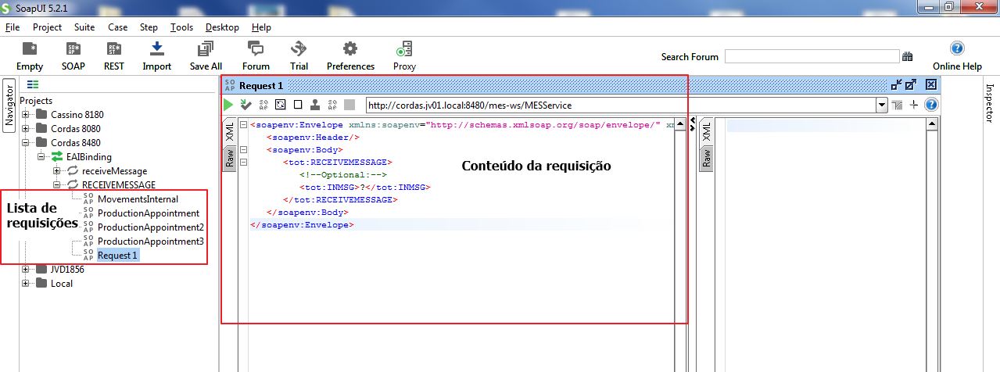 SoapUI 5.2.1
File Project Suite Case Step Tools Desktop Help
Empty SOAP REST Import Save All Forum Trial Preferences Proxy
Search Forum
Online Help
Navigator
Projects
Cassino 8180
Cordas 8080
Cordas 8480
EAIBinding
receiveMessage
RECEIVEMESSAGE
Lista de
requisições
MovementsInternal
ProductionAppointment
ProductionAppointment2
ProductionAppointment3
Request 1
JVD1856
Local
SO AP Request 1
http://cordas.jv01.local:8480/mes-ws/MESService
XML
Raw
<soapenv:Envelope xmlns:soapenv="http://schemas.xmlsoap.org/soap/envelope/" xm
<soapenv:Header/>
<soapenv:Body>
<tot:RECEIVEMESSAGE>
<!--Optional:-->
<tot:INMSG>?</tot:INMSG>
</tot:RECEIVEMESSAGE>
</soapenv:Body>
</soapenv:Envelope>
Conteúdo da requisição
XML
Raw
Inspector